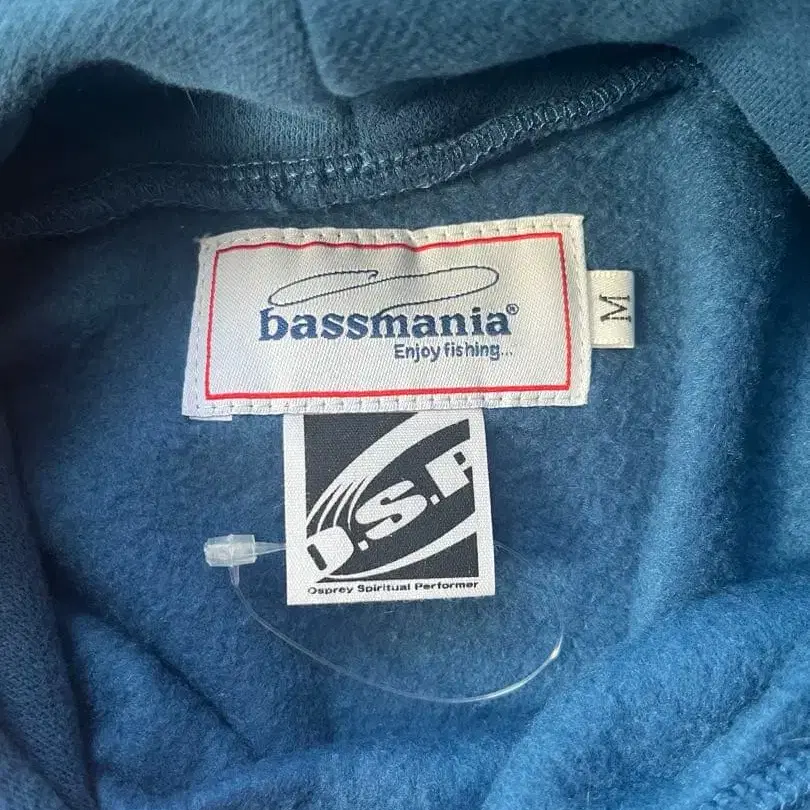 bassmania®
Enjoy fishing...
M
O.S.P
Osprey Spiritual Performer